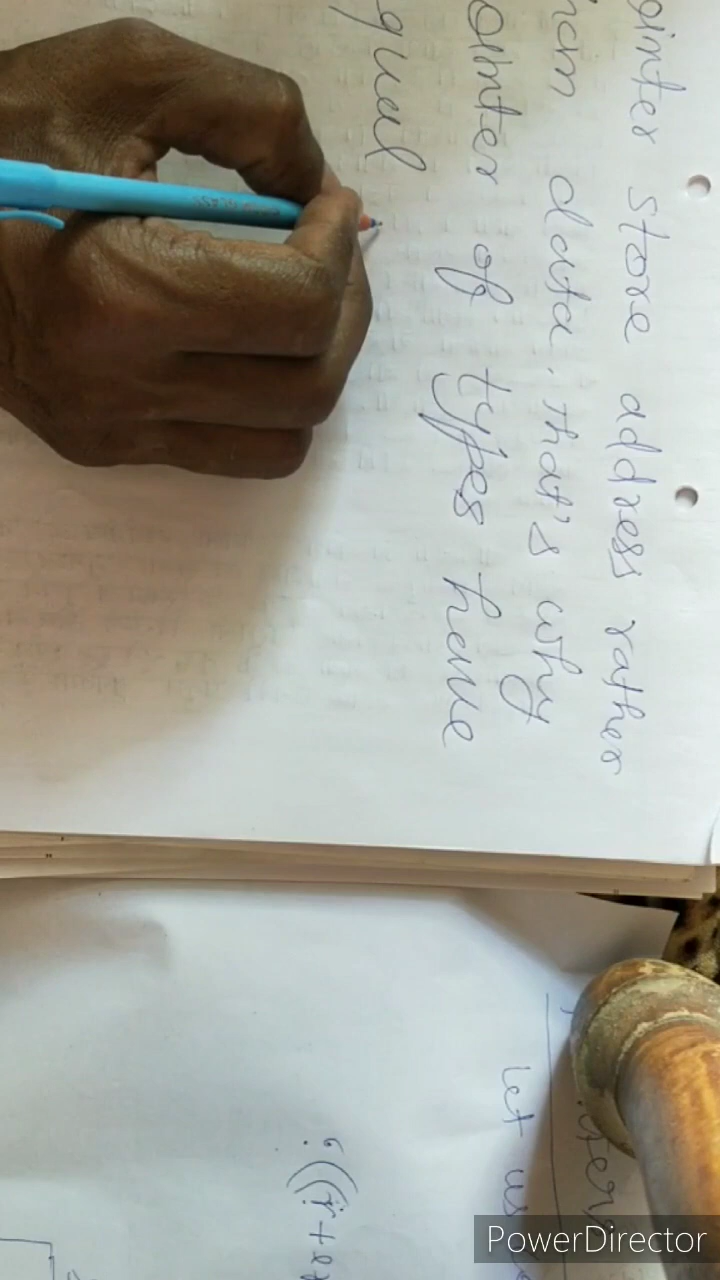 ointer store address rather
han data, that's why
ointer of types have
qual
let us
PowerDirector